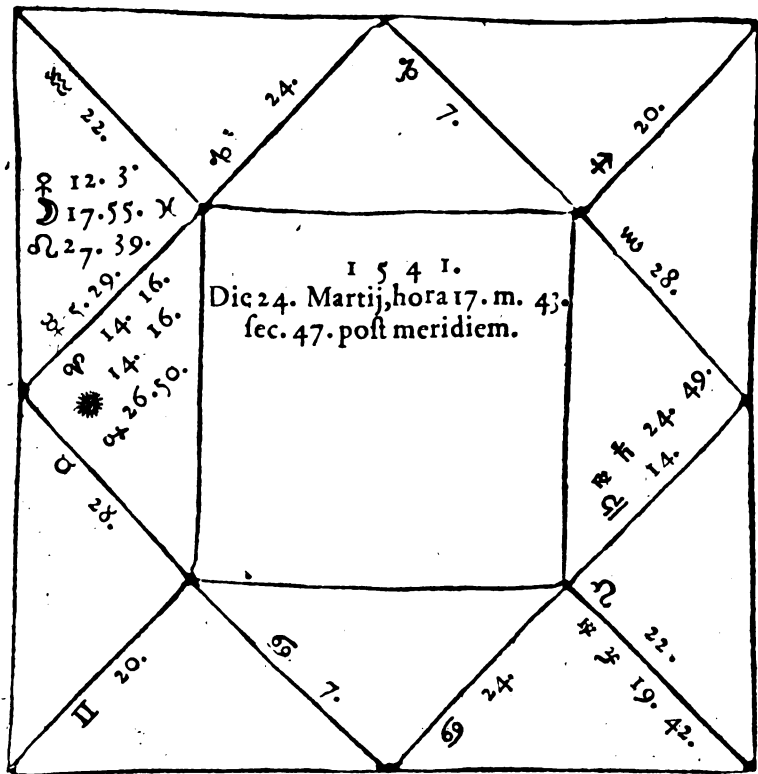 ♑ 7.
♑ 24.
♒ 22.
♀ 12. 3
☽ 17.55. ♓
☊ 27. 39.
☿ 5. 29.
♈ 14. 16.
☉ 14. 16.
♂ 26.50.
♉ 28.
♊ 20.
♋ 7.
♋ 24.
♌ 22.
♃ 19. 42.
♎ 14.
℞ ♄ 24. 49.
♏ 28.
♐ 20.
1 5 4 1.
Die 24. Martij, hora 17. m. 43.
ſec. 47. poſt meridiem.